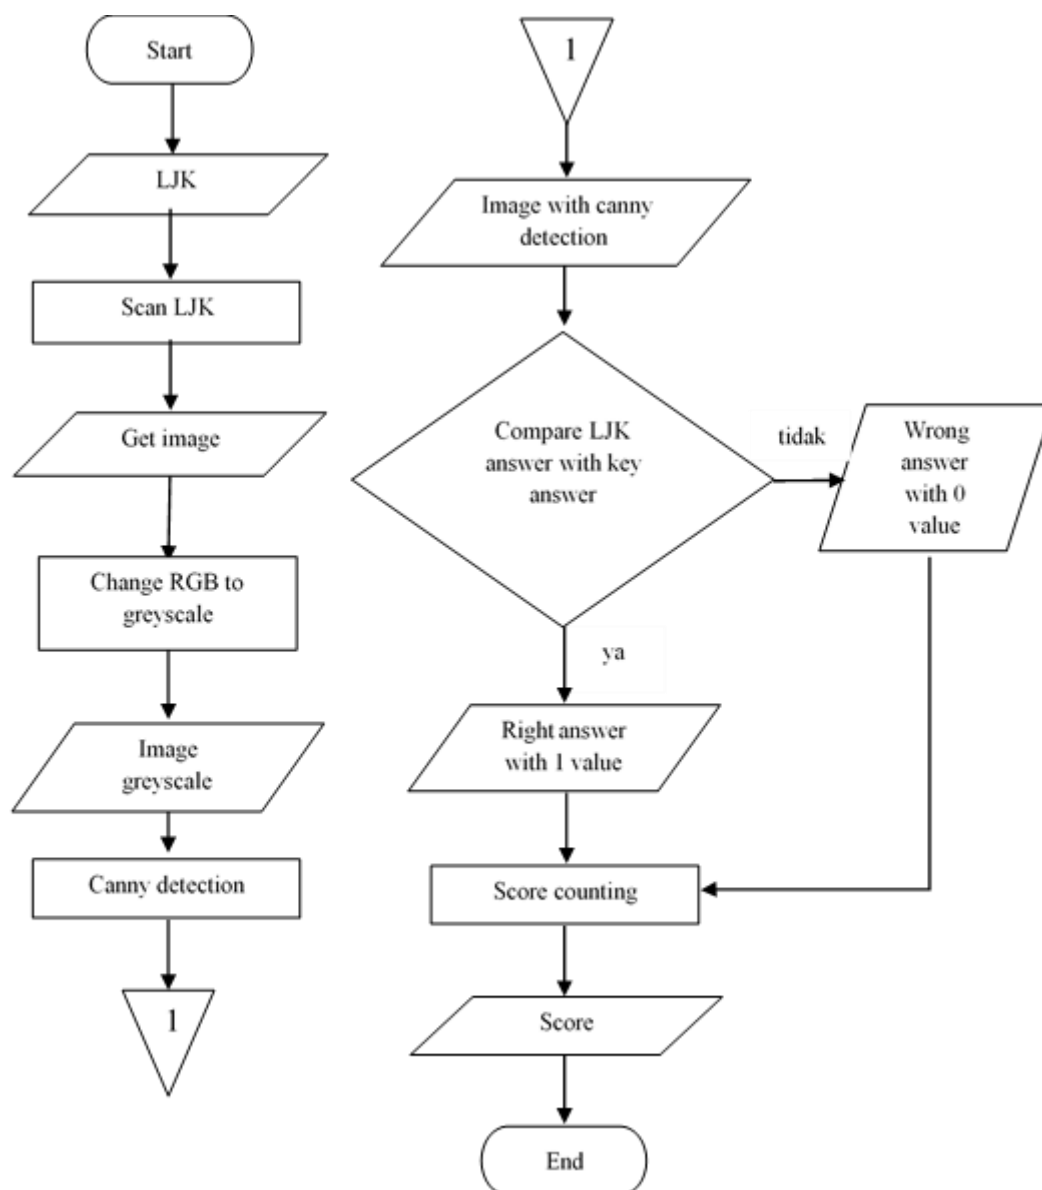 Start
LJK
Scan LJK
Get image
Change RGB to
greyscale
Image
greyscale
Canny detection
1
1
Image with canny
detection
Compare LJK
answer with key
answer
tidak
Wrong
answer
with 0
value
ya
Right answer
with 1 value
Score counting
Score
End